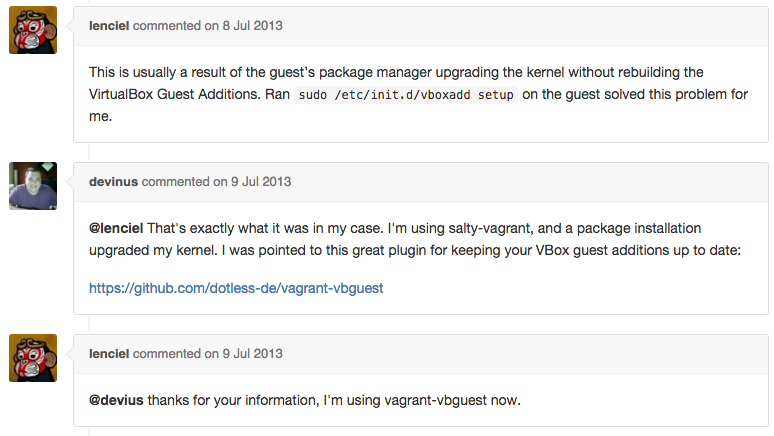 lenciel commented on 8 Jul 2013
This is usually a result of the guest's package manager upgrading the kernel without rebuilding the
VirtualBox Guest Additions. Ran sudo /etc/init.d/vboxadd setup on the guest solved this problem for
me.
devinus commented on 9 Jul 2013
@lenciel That's exactly what it was in my case. I'm using salty-vagrant, and a package installation
upgraded my kernel. I was pointed to this great plugin for keeping your VBox guest additions up to date:
https://github.com/dotless-de/vagrant-vbguest
lenciel commented on 9 Jul 2013
@devius thanks for your information, I'm using vagrant-vbguest now.